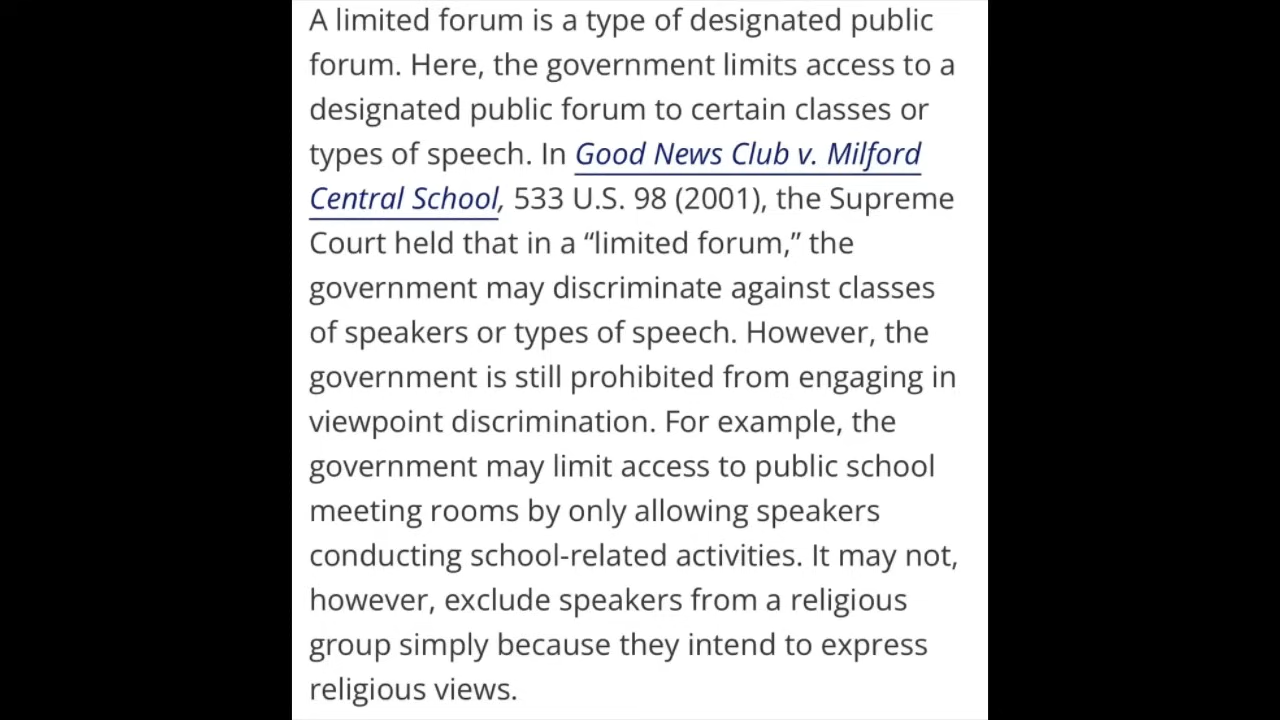 A limited forum is a type of designated public
forum. Here, the government limits access to a
designated public forum to certain classes or
types of speech. In Good News Club v. Milford
Central School, 533 U.S. 98 (2001), the Supreme
Court held that in a “limited forum,” the
government may discriminate against classes
of speakers or types of speech. However, the
government is still prohibited from engaging in
viewpoint discrimination. For example, the
government may limit access to public school
meeting rooms by only allowing speakers
conducting school-related activities. It may not,
however, exclude speakers from a religious
group simply because they intend to express
religious views.